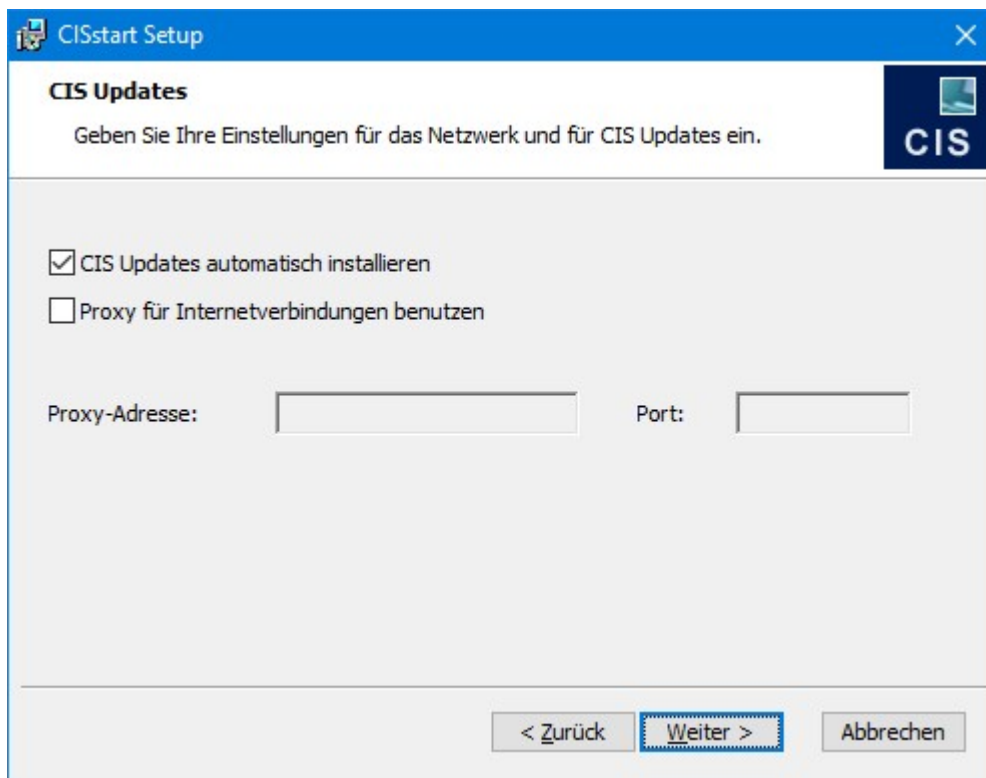 CISstart Setup
CIS Updates
Geben Sie Ihre Einstellungen für das Netzwerk und für CIS Updates ein.
CIS
CIS Updates automatisch installieren
Proxy für Internetverbindungen benutzen
Proxy-Adresse: Port:
< Zurück Weiter > Abbrechen